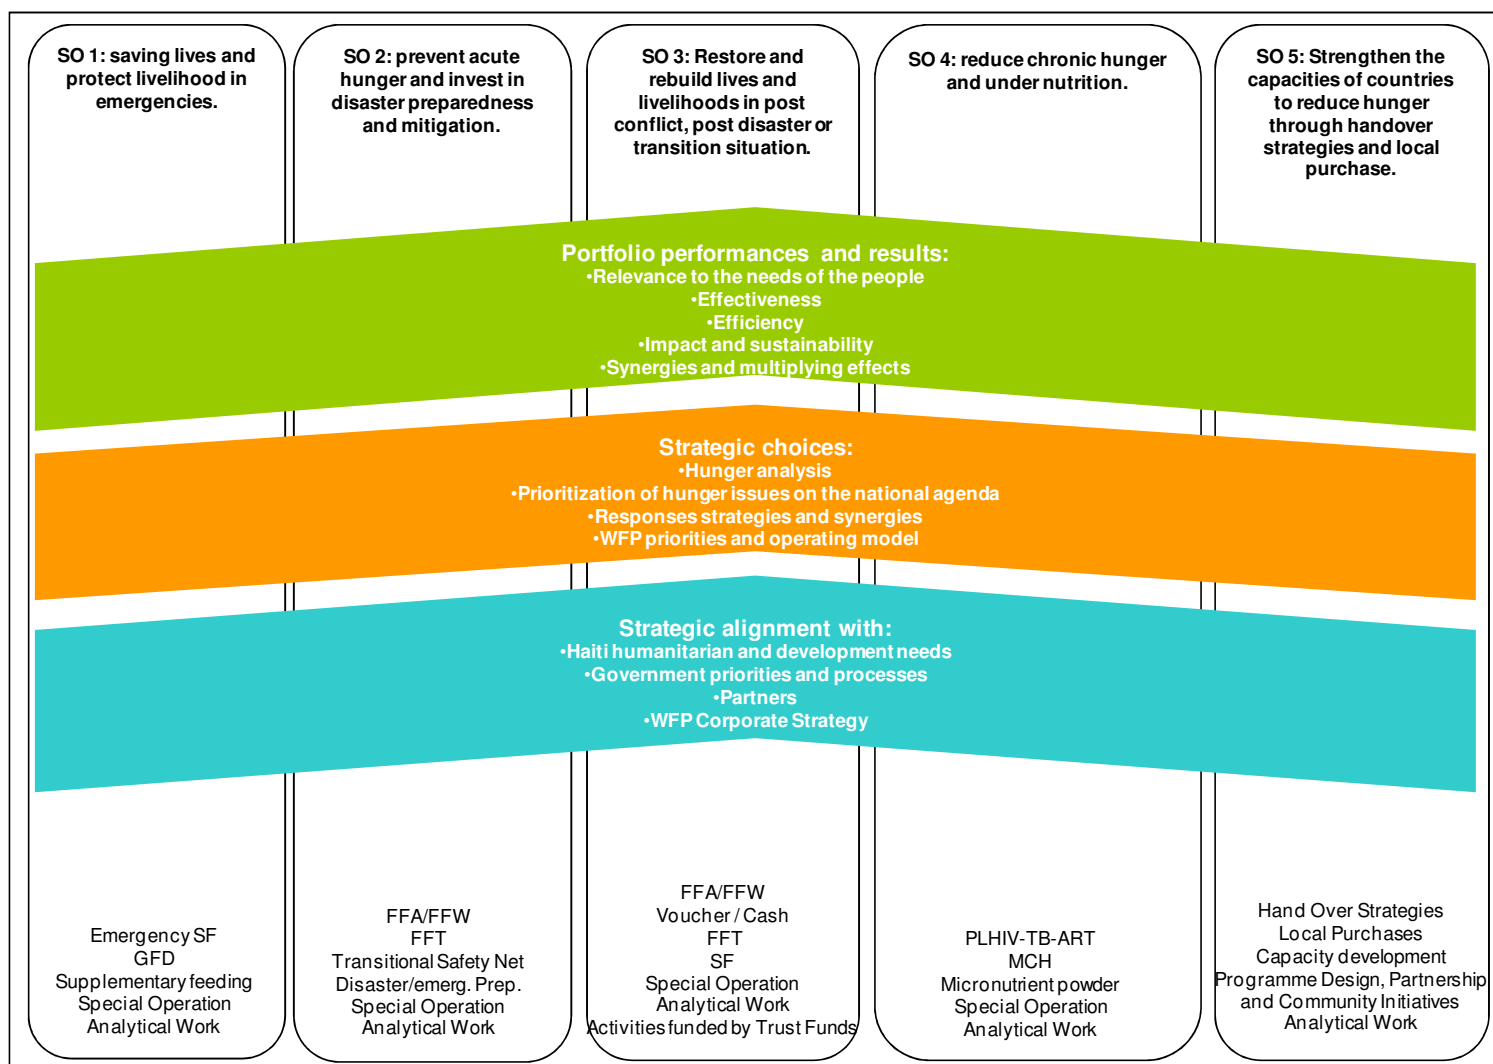 SO 1: saving lives and
protect livelihood in
emergencies.
SO 2: prevent acute
hunger and invest in
disaster preparedness
and mitigation.
SO 3: Restore and
rebuild lives and
livelihoods in post
conflict, post disaster or
transition situation.
SO 4: reduce chronic hunger
and under nutrition.
SO 5: Strengthen the
capacities of countries
to reduce hunger
through handover
strategies and local
purchase.
Portfolio performances and results:
•Relevance to the needs of the people
•Effectiveness
•Efficiency
•Impact and sustainability
•Synergies and multiplying effects
Strategic choices:
•Hunger analysis
•Prioritization of hunger issues on the national agenda
•Responses strategies and synergies
•WFP priorities and operating model
Strategic alignment with:
•Haiti humanitarian and development needs
•Government priorities and processes
•Partners
•WFP Corporate Strategy
Emergency SF
GFD
Supplementary feeding
Special Operation
Analytical Work
FFA/FFW
FFT
Transitional Safety Net
Disaster/emerg. Prep.
Special Operation
Analytical Work
FFA/FFW
Voucher / Cash
FFT
SF
Special Operation
Analytical Work
Activities funded by Trust Funds
PLHIV-TB-ART
MCH
Micronutrient powder
Special Operation
Analytical Work
Hand Over Strategies
Local Purchases
Capacity development
Programme Design, Partnership
and Community Initiatives
Analytical Work